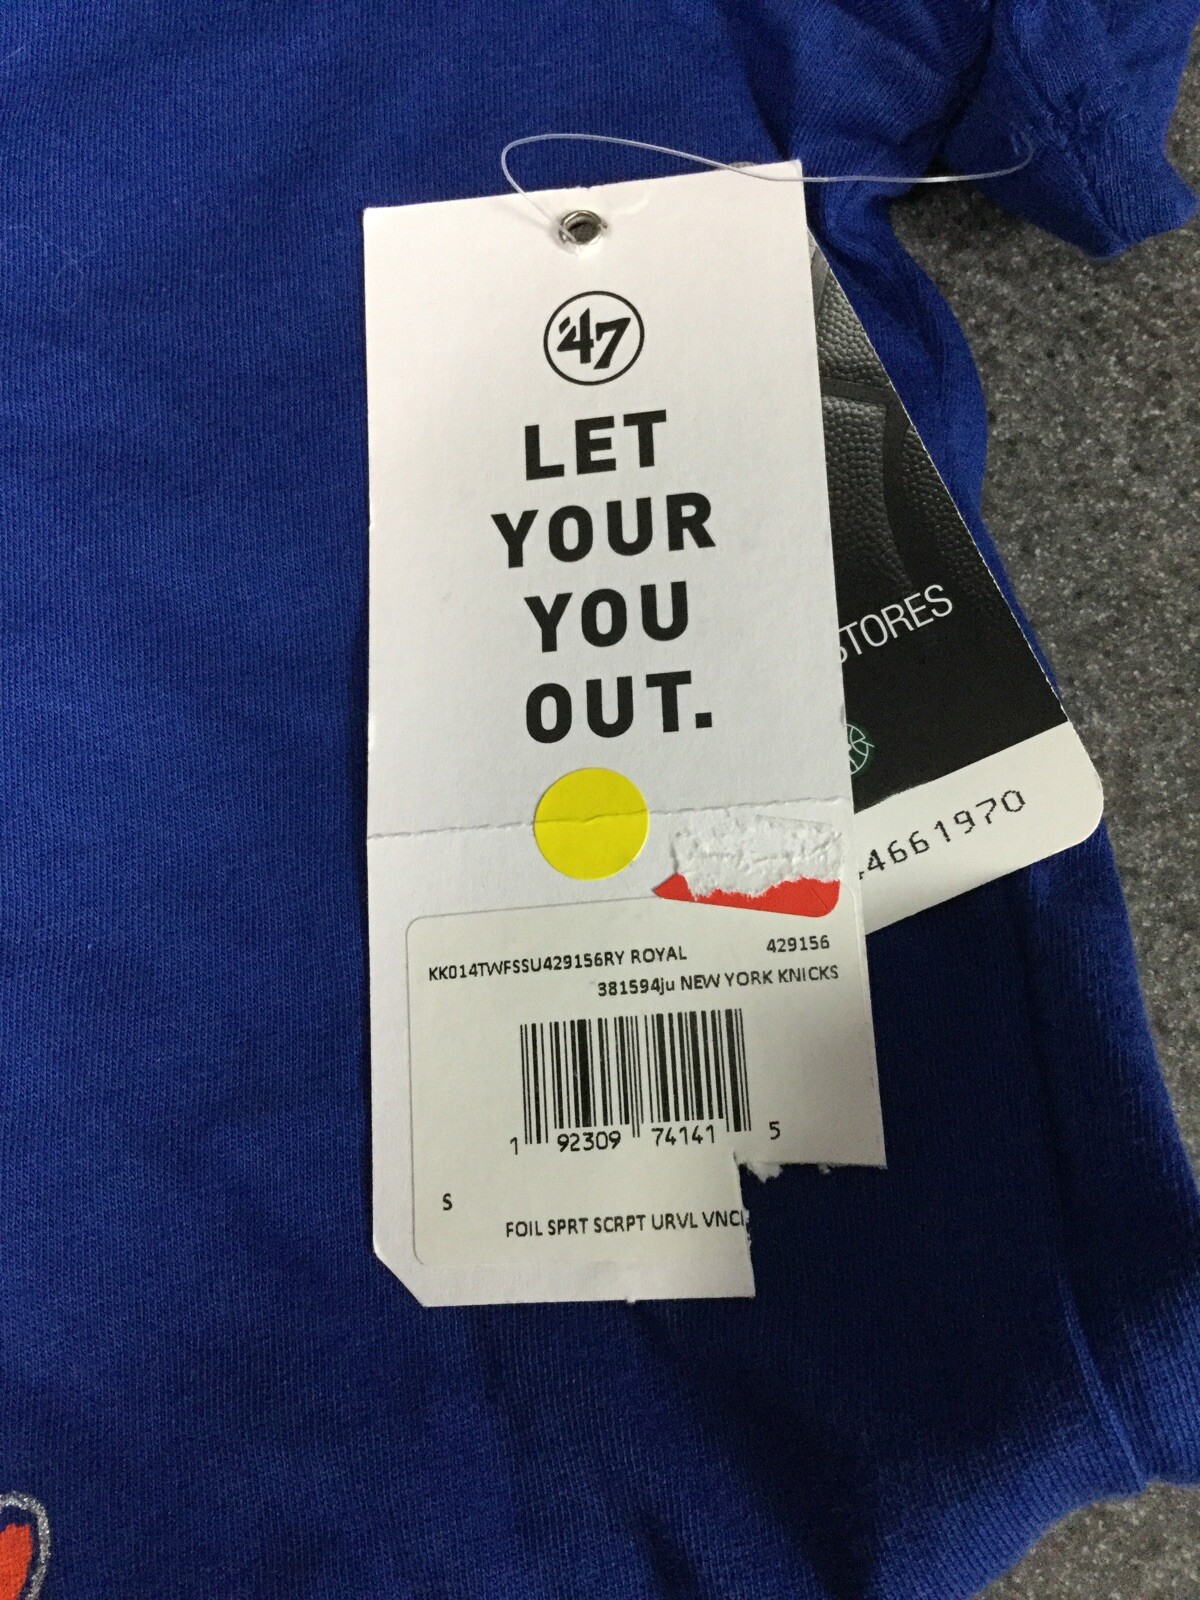 '47
LET
YOUR
YOU
OUT.
STORES
4661970
KK014TWFSSU429156RY ROYAL 429156
381594ju NEW YORK KNICKS
1 92309 74141 5
S
FOIL SPRT SCRPT URVL VNCI